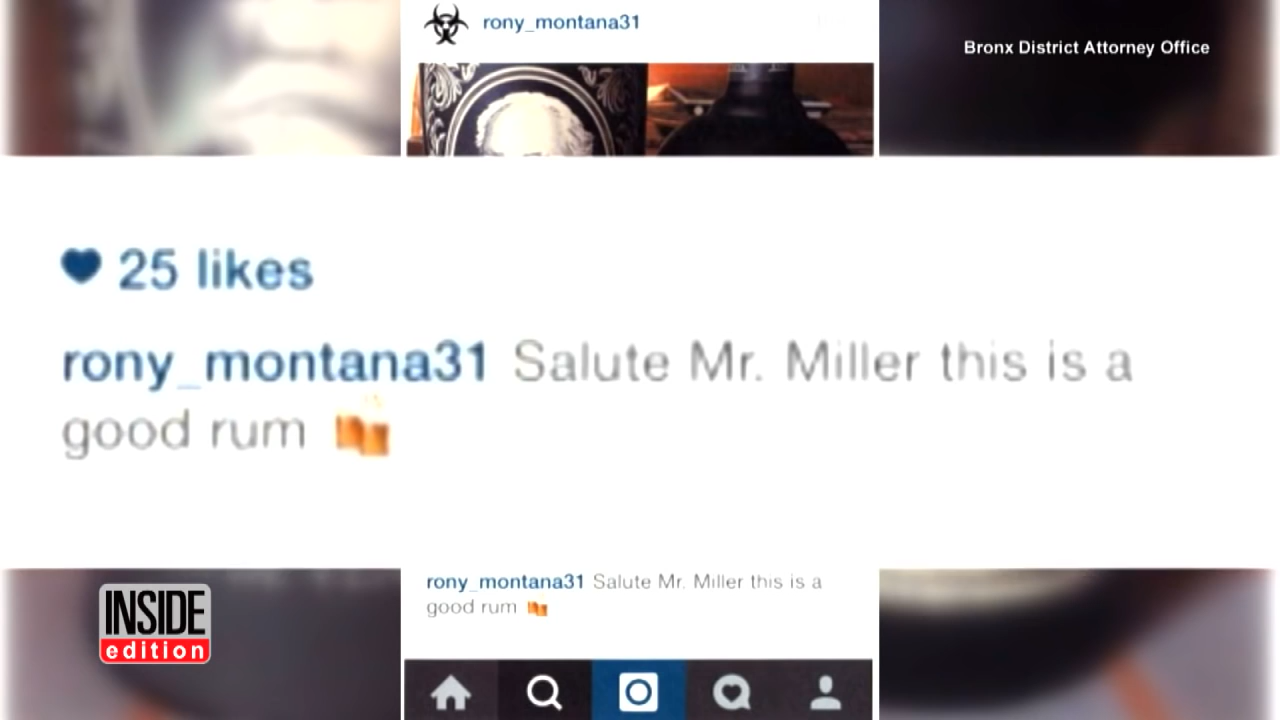 rony_montana31
Bronx District Attorney Office
25 likes
rony_montana31 Salute Mr. Miller this is a
good rum
rony_montana31 Salute Mr. Miller this is a
good rum
INSIDE
edition